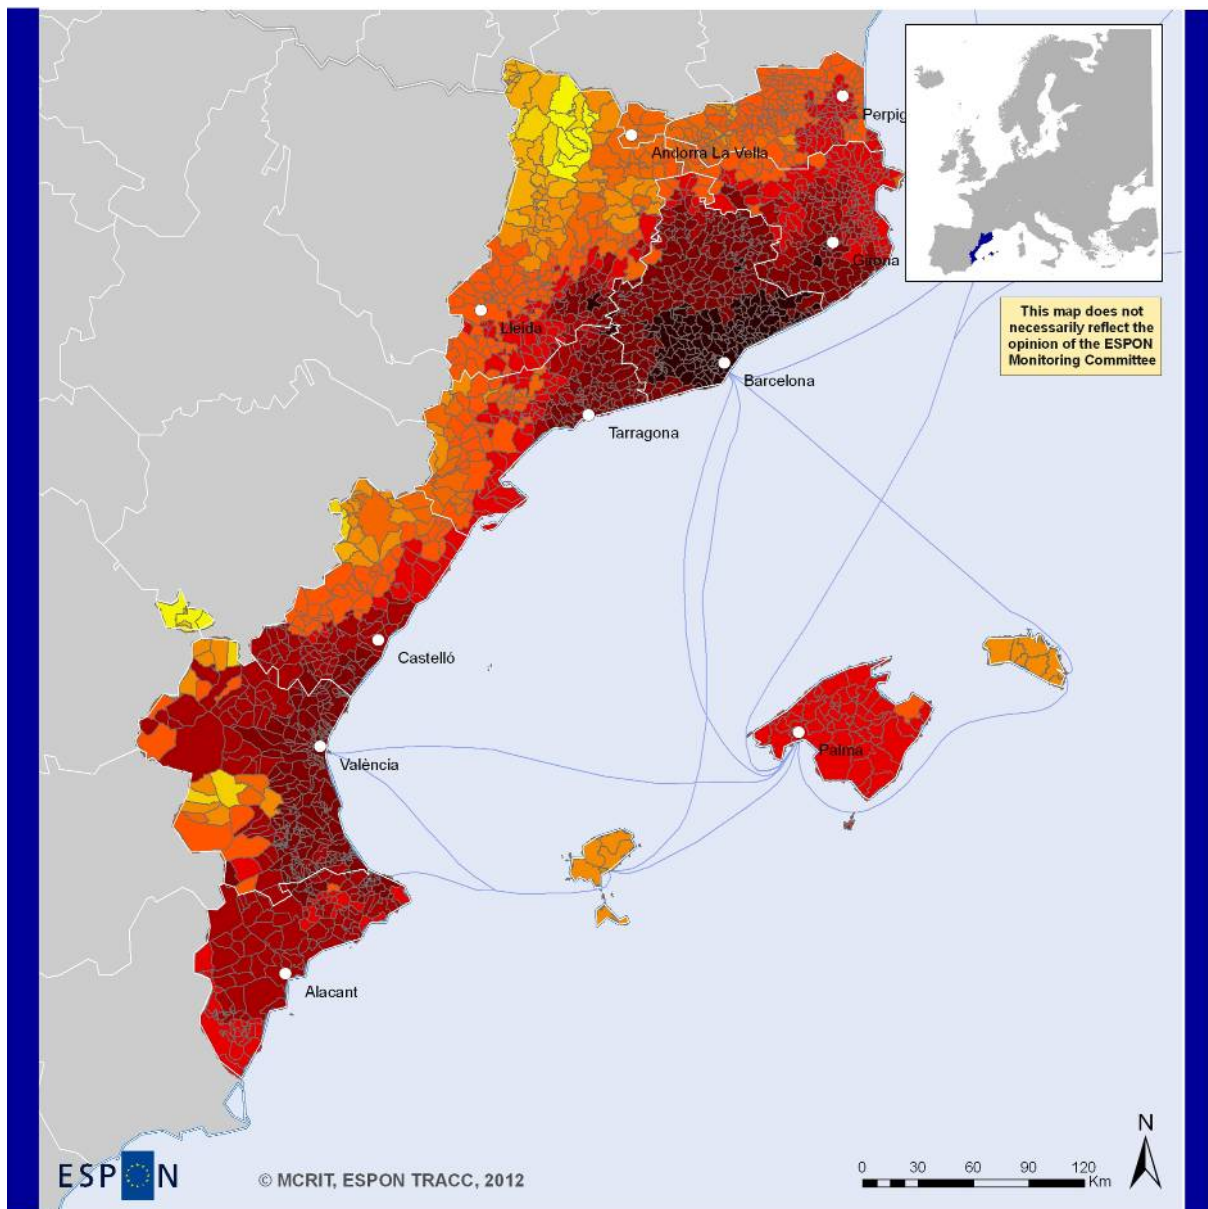 Perpig
Andorra La Vella
Girona
This map does not
necessarily reflect the
opinion of the ESPON
Monitoring Committee
Lleida
Barcelona
Tarragona
Castelló
Palma
València
Alacant
N
ESPON
© MCRIT, ESPON TRACC, 2012
0 30 60 90 120
Km